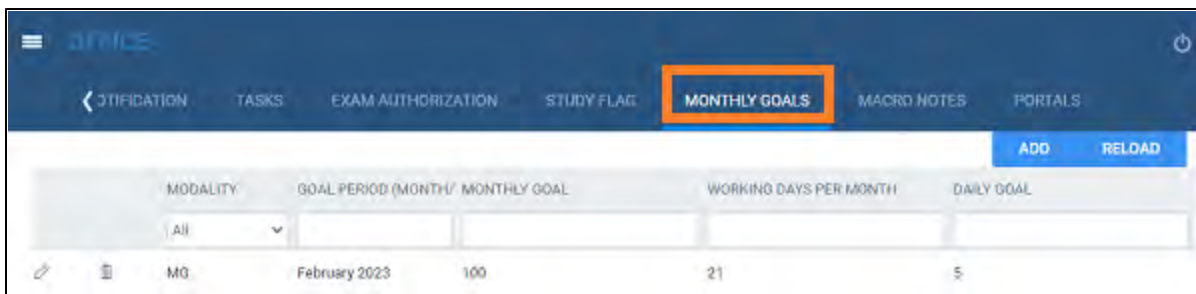 OFFICE
OTIFICATION TASKS EXAM AUTHORIZATION STUDY FLAG MONTHLY GOALS MACRO NOTES PORTALS
ADD RELOAD
MODALITY GOAL PERIOD (MONTH/ MONTHLY GOAL WORKING DAYS PER MONTH DAILY GOAL
All
MG February 2023 100 21 5